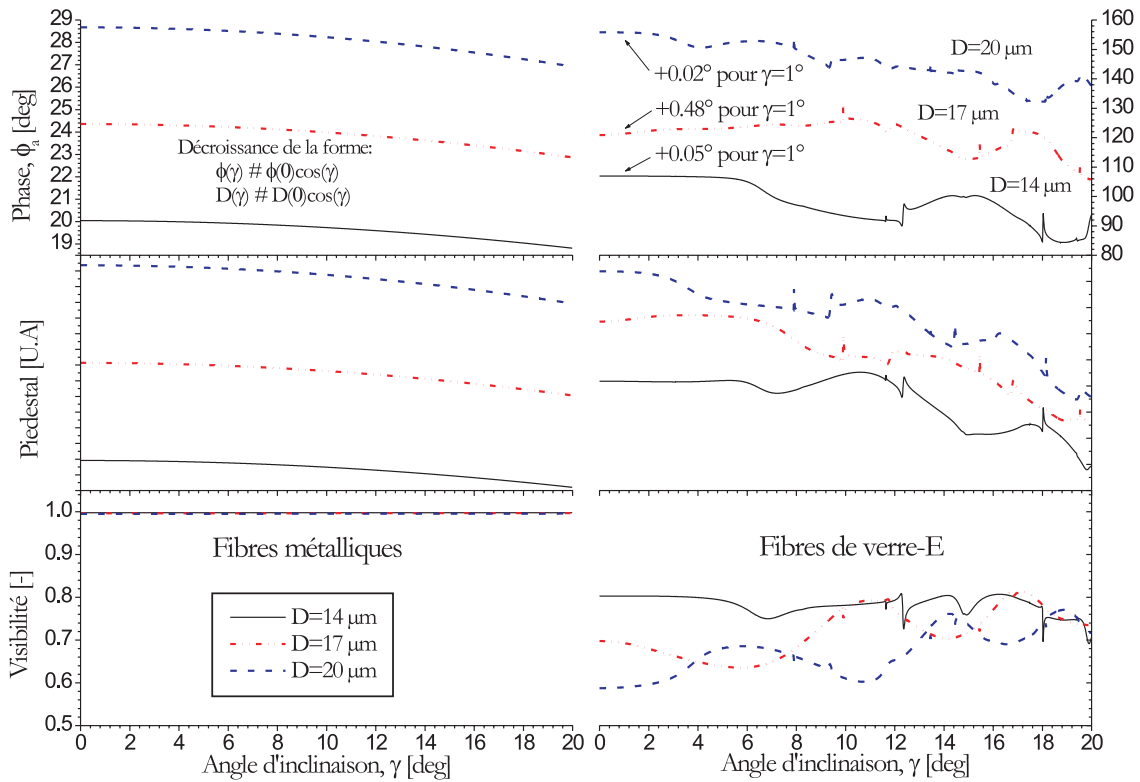 Phase, ϕa [deg]
29
28
27
26
25
24
23
22
21
20
19
Décroissance de la forme:
ϕ(γ) # ϕ(0)cos(γ)
D(γ) # D(0)cos(γ)
160
150
140
130
120
110
100
90
80
D=20 µm
+0.02° pour γ=1°
+0.48° pour γ=1°
D=17 µm
+0.05° pour γ=1°
D=14 µm
Piedestal [U.A]
Visibilité [-]
1.0
0.9
0.8
0.7
0.6
0.5
Fibres métalliques
D=14 µm
D=17 µm
D=20 µm
Fibres de verre-E
0 2 4 6 8 10 12 14 16 18 20
Angle d'inclinaison, γ [deg]
0 2 4 6 8 10 12 14 16 18 20
Angle d'inclinaison, γ [deg]